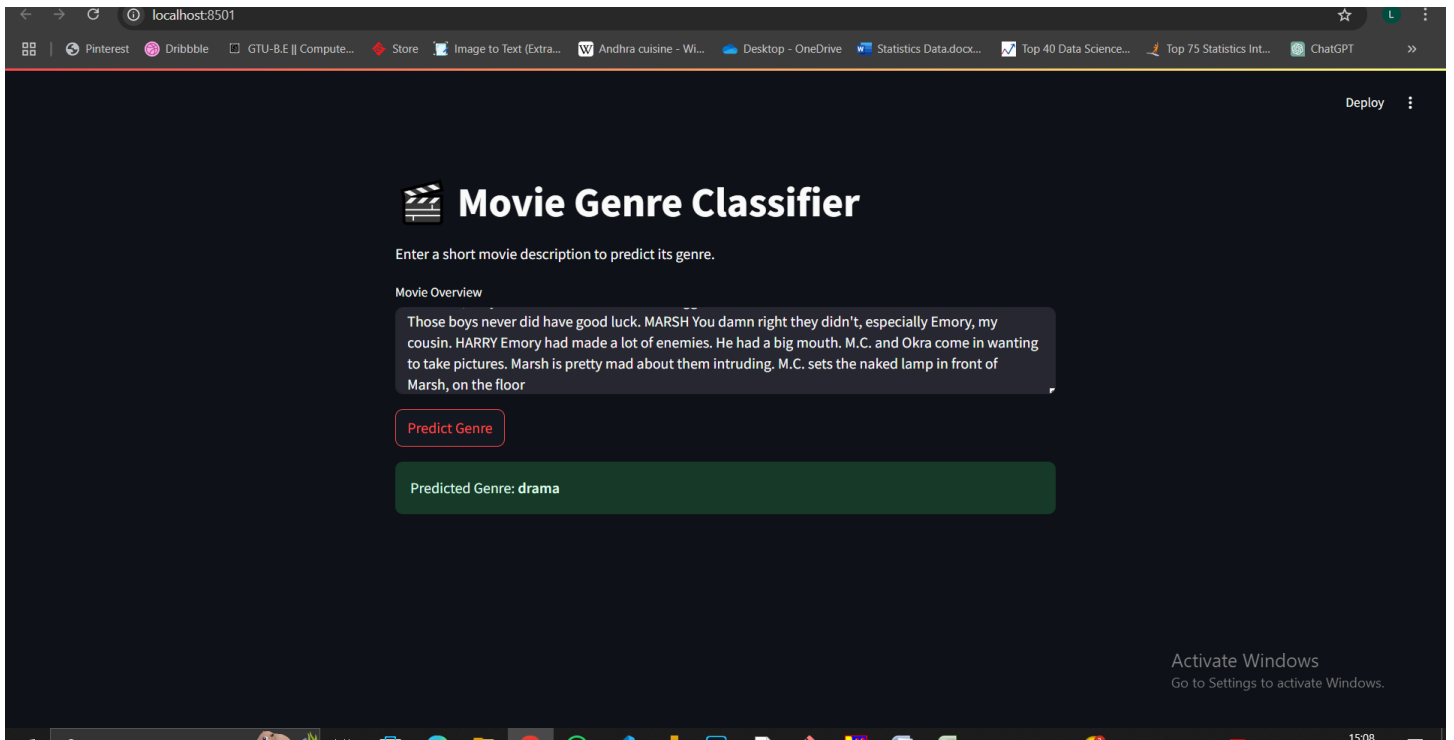 localhost:8501
L
Pinterest Dribbble GTU-B.E || Compute... Store Image to Text (Extra... Andhra cuisine - Wi... Desktop - OneDrive Statistics Data.docx... Top 40 Data Science... Top 75 Statistics Int... ChatGPT »
Deploy
Movie Genre Classifier
Enter a short movie description to predict its genre.
Movie Overview
Those boys never did have good luck. MARSH You damn right they didn't, especially Emory, my
cousin. HARRY Emory had made a lot of enemies. He had a big mouth. M.C. and Okra come in wanting
to take pictures. Marsh is pretty mad about them intruding. M.C. sets the naked lamp in front of
Marsh, on the floor
Predict Genre
Predicted Genre: drama
Activate Windows
Go to Settings to activate Windows.
15:08